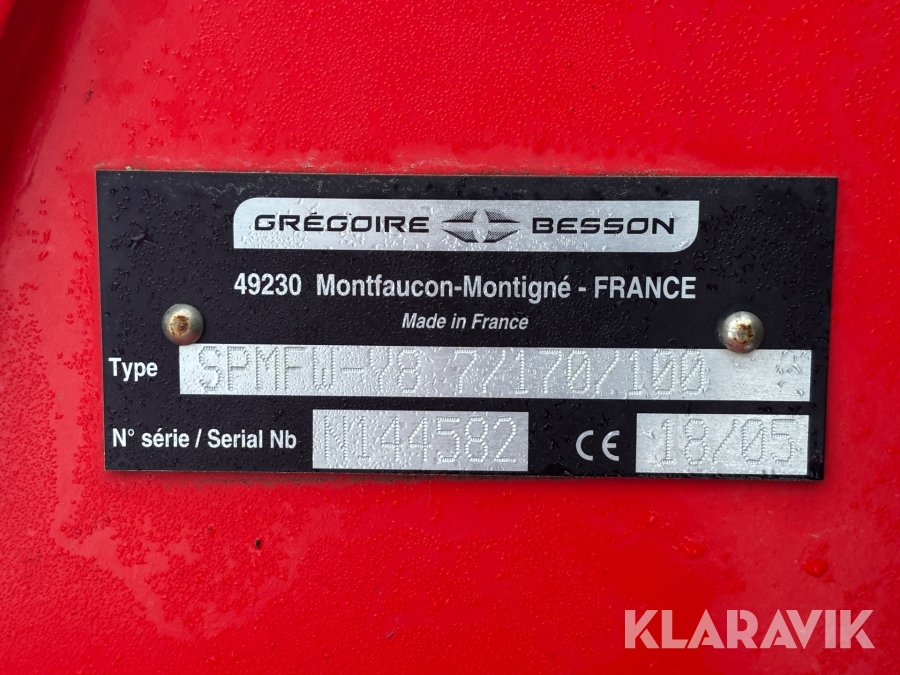 GRÉGOIRE BESSON
49230 Montfaucon-Montigné - FRANCE
Made in France
Type SPMFW-Y8 7/170/100
N° série / Serial Nb N144582 CE 18/05
KLARAVIK